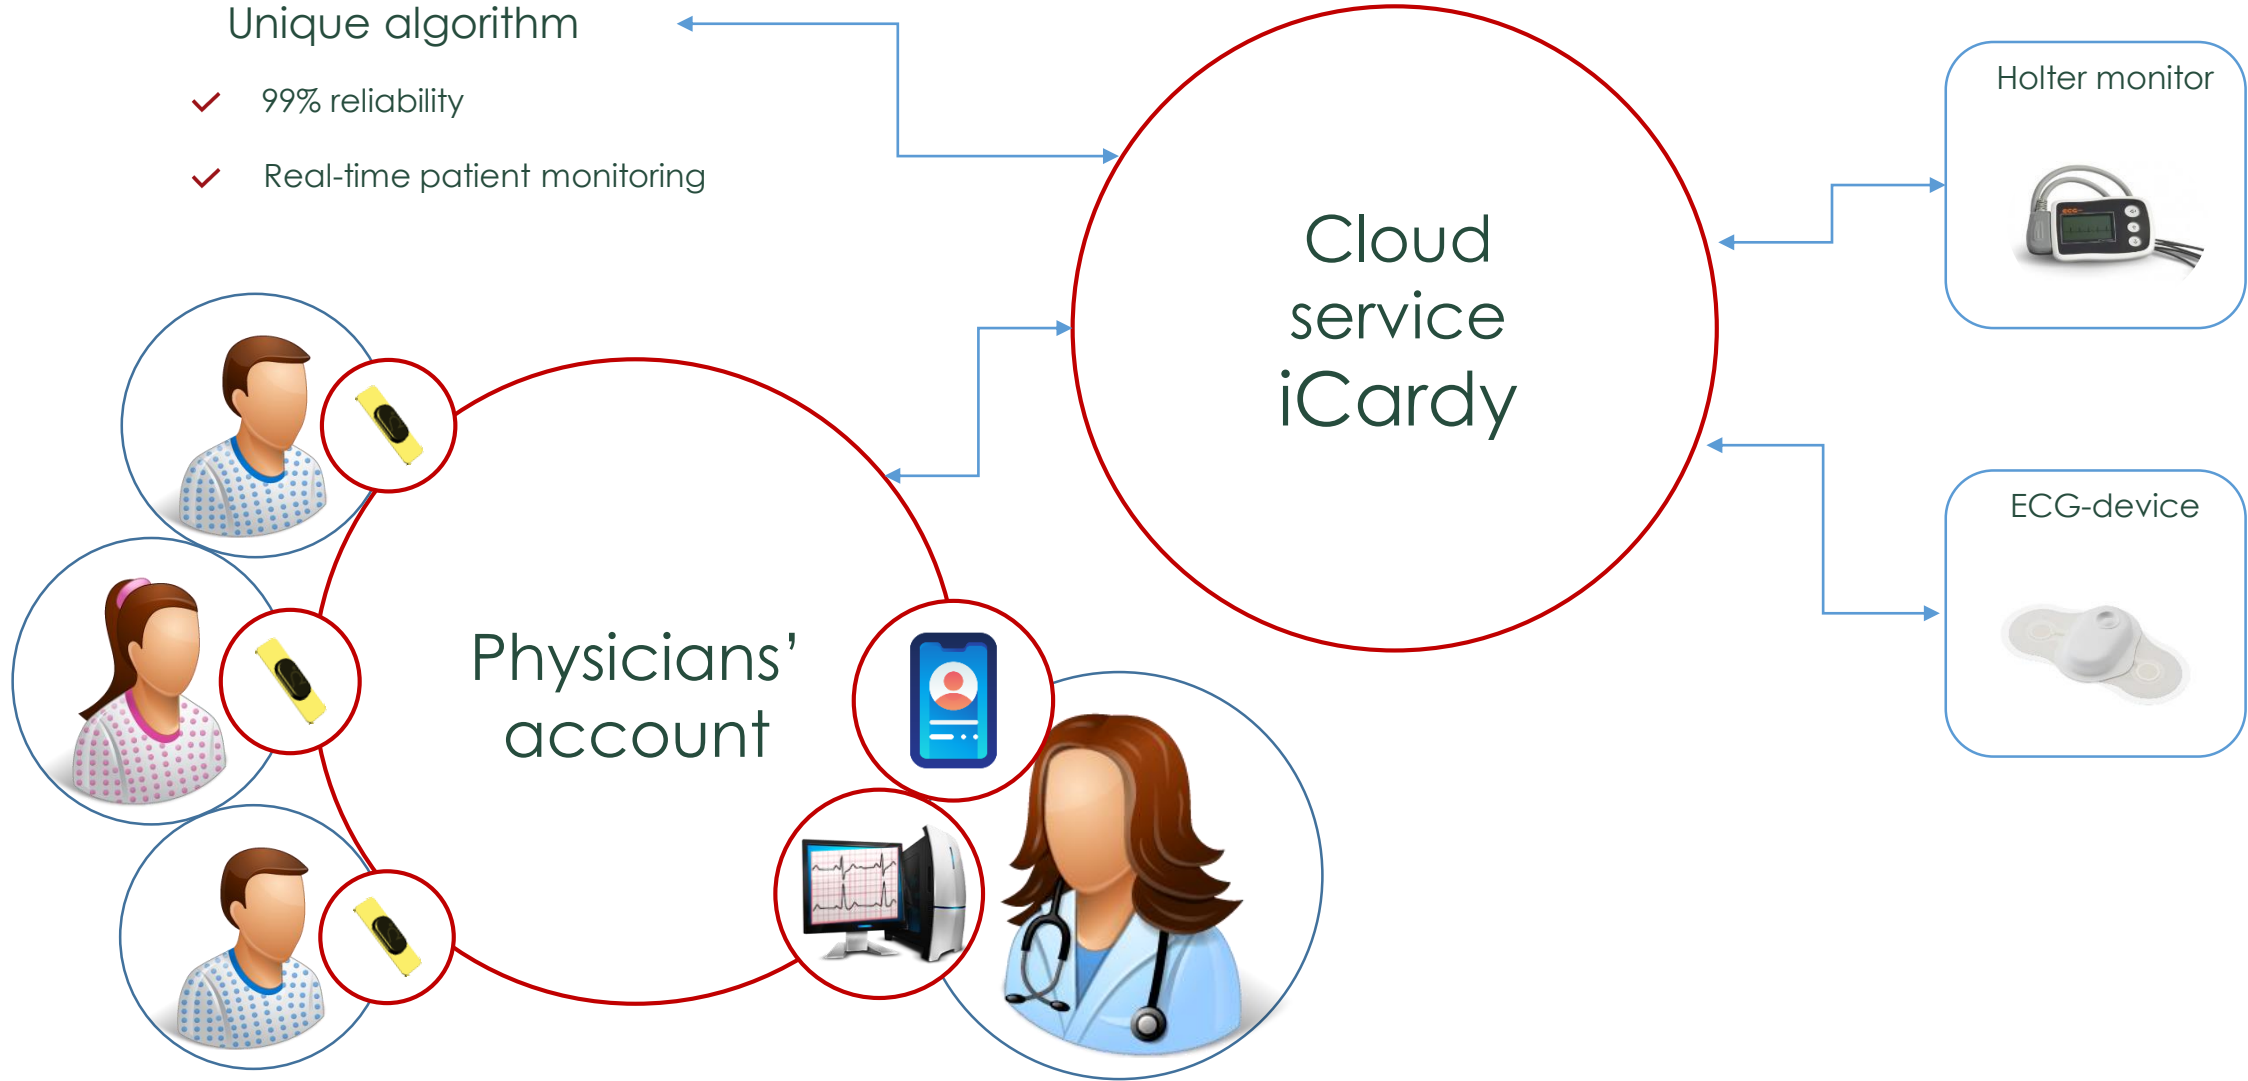 Unique algorithm
99% reliability
Real-time patient monitoring
Cloud
service
iCardy
Holter monitor
ECG-device
Physicians’
account